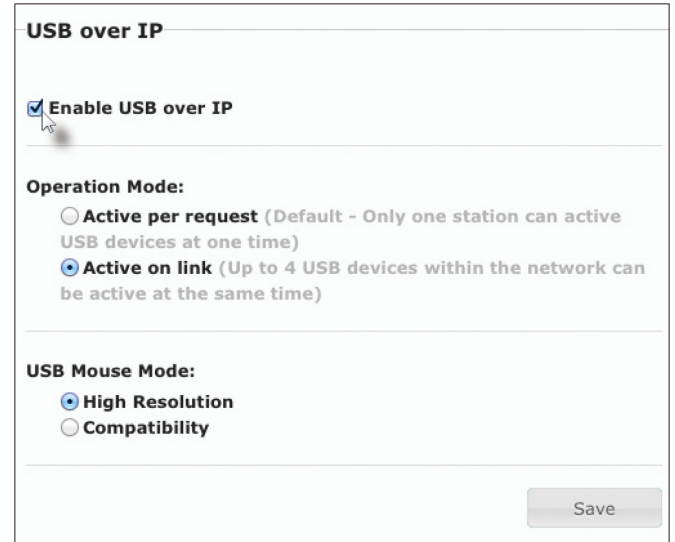 USB over IP
Enable USB over IP
Operation Mode:
Active per request (Default - Only one station can active
USB devices at one time)
Active on link (Up to 4 USB devices within the network can
be active at the same time)
USB Mouse Mode:
High Resolution
Compatibility
Save